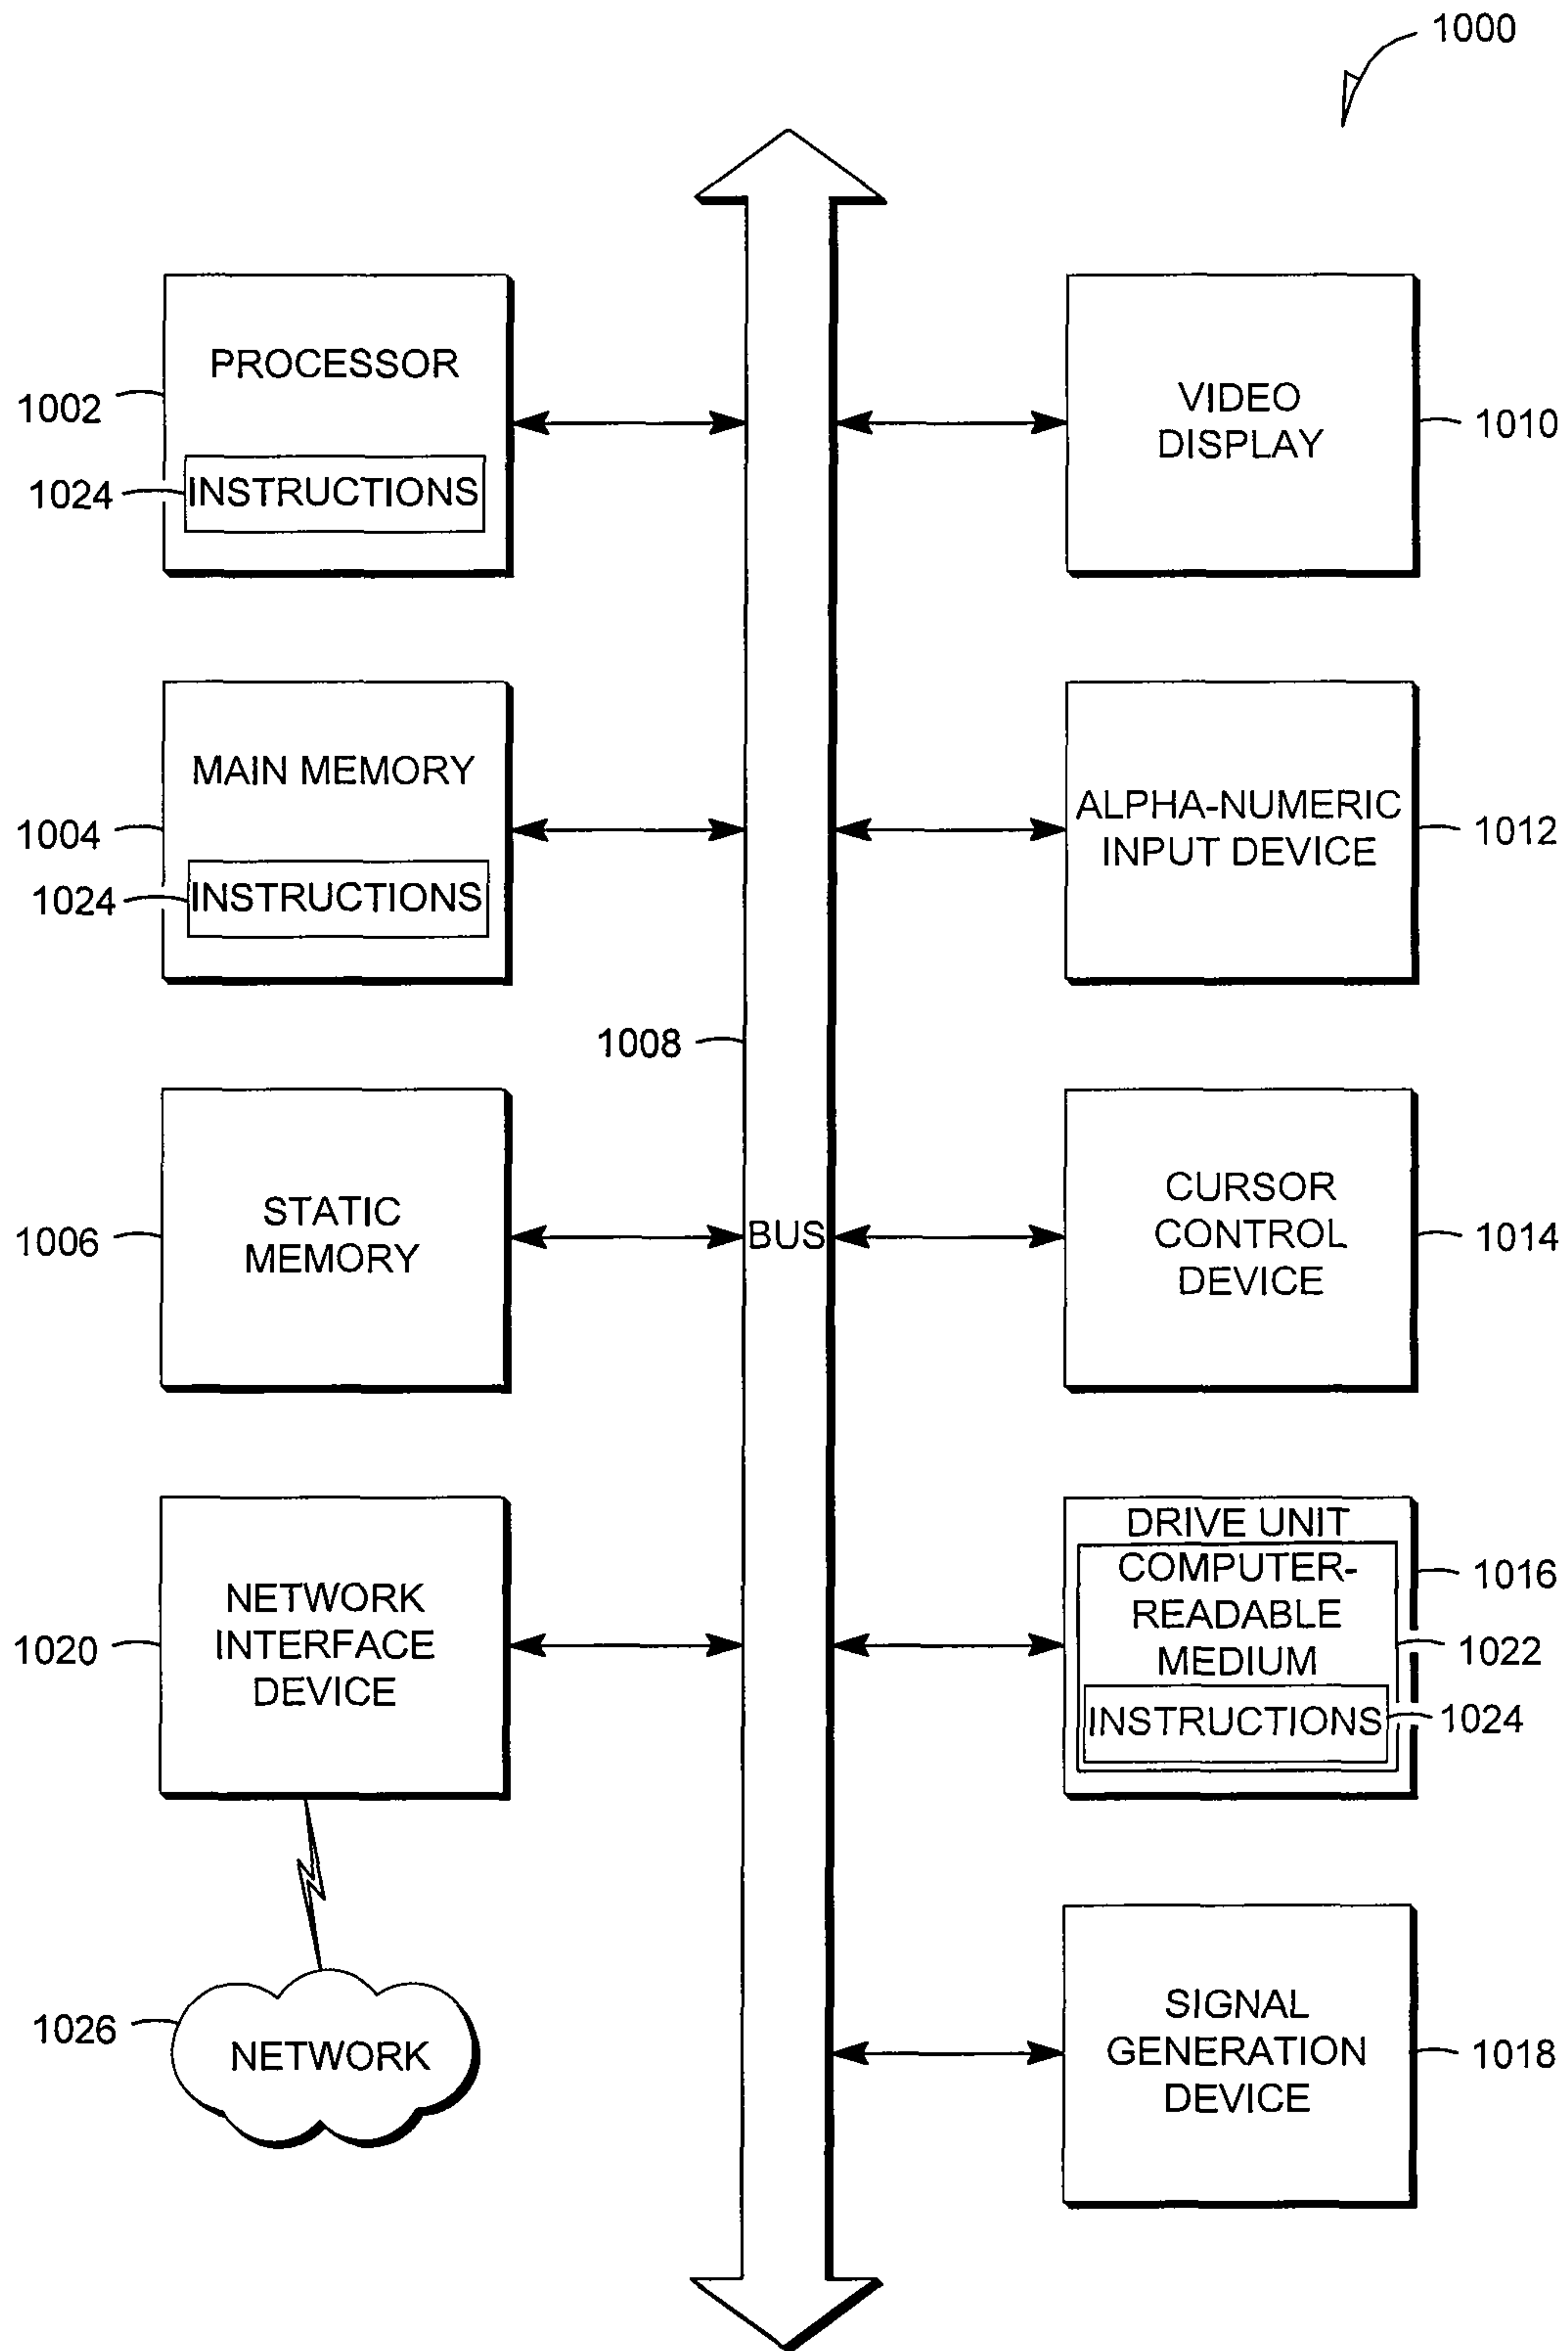 1000
PROCESSOR
1002
1024
INSTRUCTIONS
VIDEO
DISPLAY
1010
MAIN MEMORY
1004
1024
INSTRUCTIONS
ALPHA-NUMERIC
INPUT DEVICE
1012
1008
STATIC
MEMORY
1006
BUS
CURSOR
CONTROL
DEVICE
1014
NETWORK
INTERFACE
DEVICE
1020
DRIVE UNIT
COMPUTER-
READABLE
MEDIUM
INSTRUCTIONS
1016
1022
1024
1026
NETWORK
SIGNAL
GENERATION
DEVICE
1018